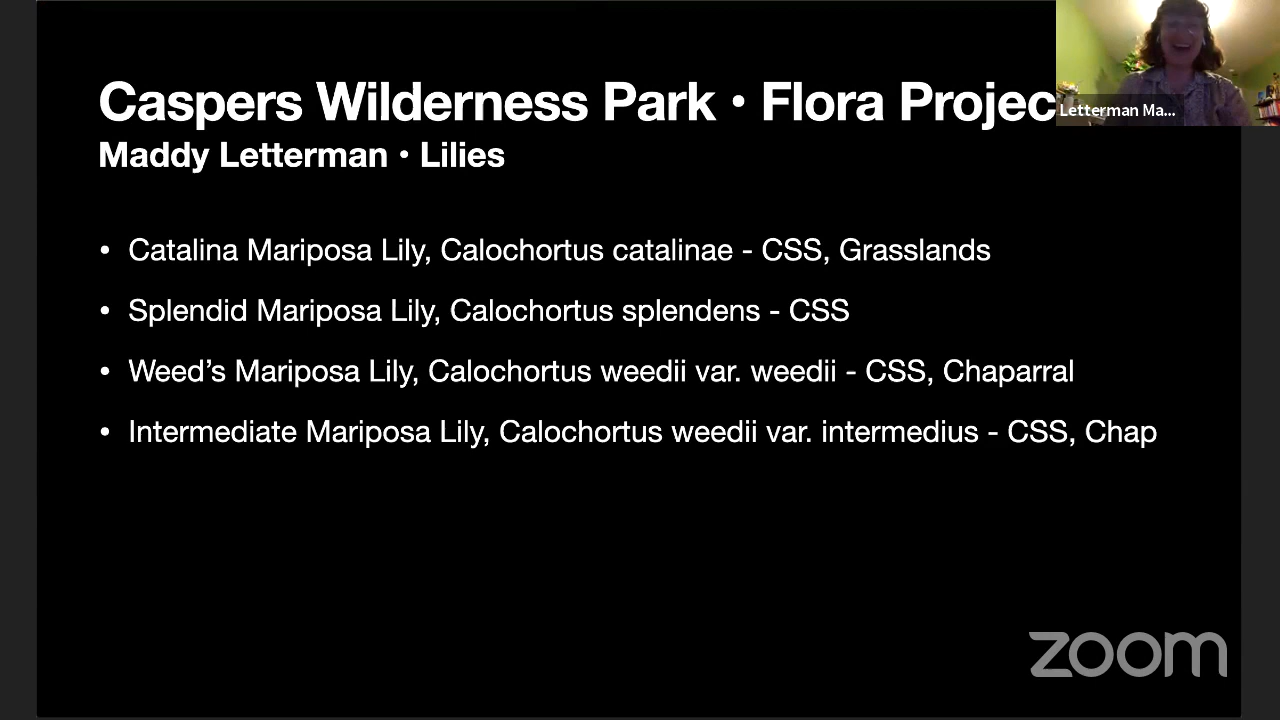 Caspers Wilderness Park • Flora Projec
Letterman Ma...
Maddy Letterman • Lilies
• Catalina Mariposa Lily, Calochortus catalinae - CSS, Grasslands
• Splendid Mariposa Lily, Calochortus splendens - CSS
• Weed’s Mariposa Lily, Calochortus weedii var. weedii - CSS, Chaparral
• Intermediate Mariposa Lily, Calochortus weedii var. intermedius - CSS, Chap
zoom